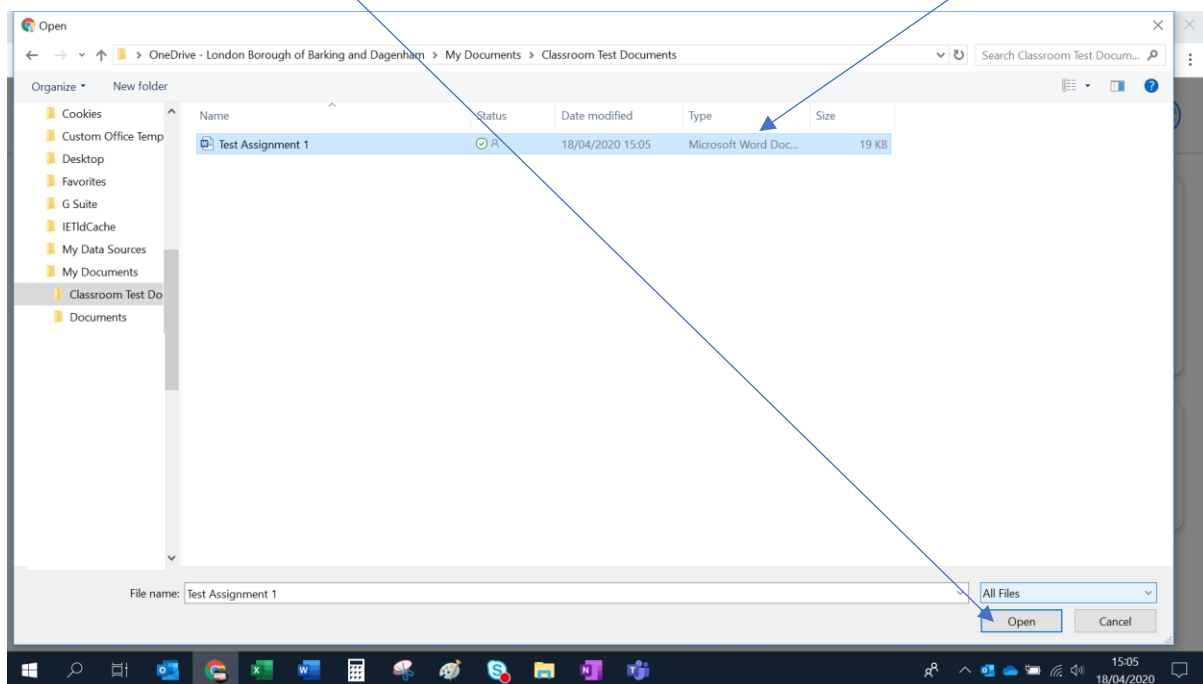 Open
OneDrive - London Borough of Barking and Dagenham > My Documents > Classroom Test Documents
Search Classroom Test Docum...
Organize
New folder
Name Status Date modified Type Size
Test Assignment 1 18/04/2020 15:05 Microsoft Word Doc... 19 KB
Cookies
Custom Office Temp
Desktop
Favorites
G Suite
IETldCache
My Data Sources
My Documents
Classroom Test Do
Documents
File name: Test Assignment 1
All Files
Open Cancel
15:05
18/04/2020